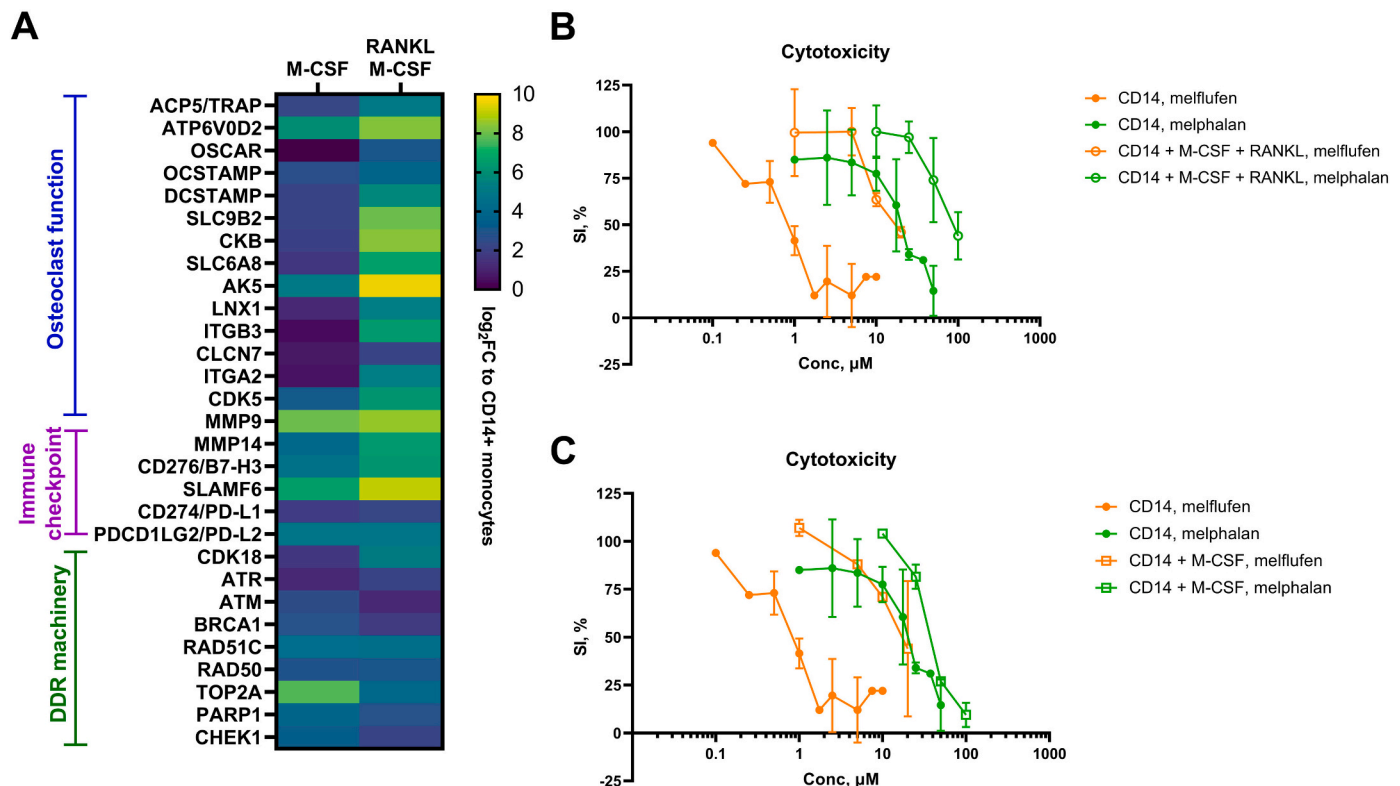 A
M-CSF
RANKL
M-CSF
Osteoclast function
Immune
checkpoint
DDR machinery
ACP5/TRAP
ATP6V0D2
OSCAR
OCSTAMP
DCSTAMP
SLC9B2
CKB
SLC6A8
AK5
LNX1
ITGB3
CLCN7
ITGA2
CDK5
MMP9
MMP14
CD276/B7-H3
SLAMF6
CD274/PD-L1
PDCD1LG2/PD-L2
CDK18
ATR
ATM
BRCA1
RAD51C
RAD50
TOP2A
PARP1
CHEK1
10
8
6
4
2
0
log2FC to CD14+ monocytes
B
Cytotoxicity
SI, %
125
100
75
50
25
0
-25
0.1 1 10 100 1000
Conc, µM
CD14, melflufen
CD14, melphalan
CD14 + M-CSF + RANKL, melflufen
CD14 + M-CSF + RANKL, melphalan
C
Cytotoxicity
SI, %
125
100
75
50
25
0
-25
0.1 1 10 100 1000
Conc, µM
CD14, melflufen
CD14, melphalan
CD14 + M-CSF, melflufen
CD14 + M-CSF, melphalan